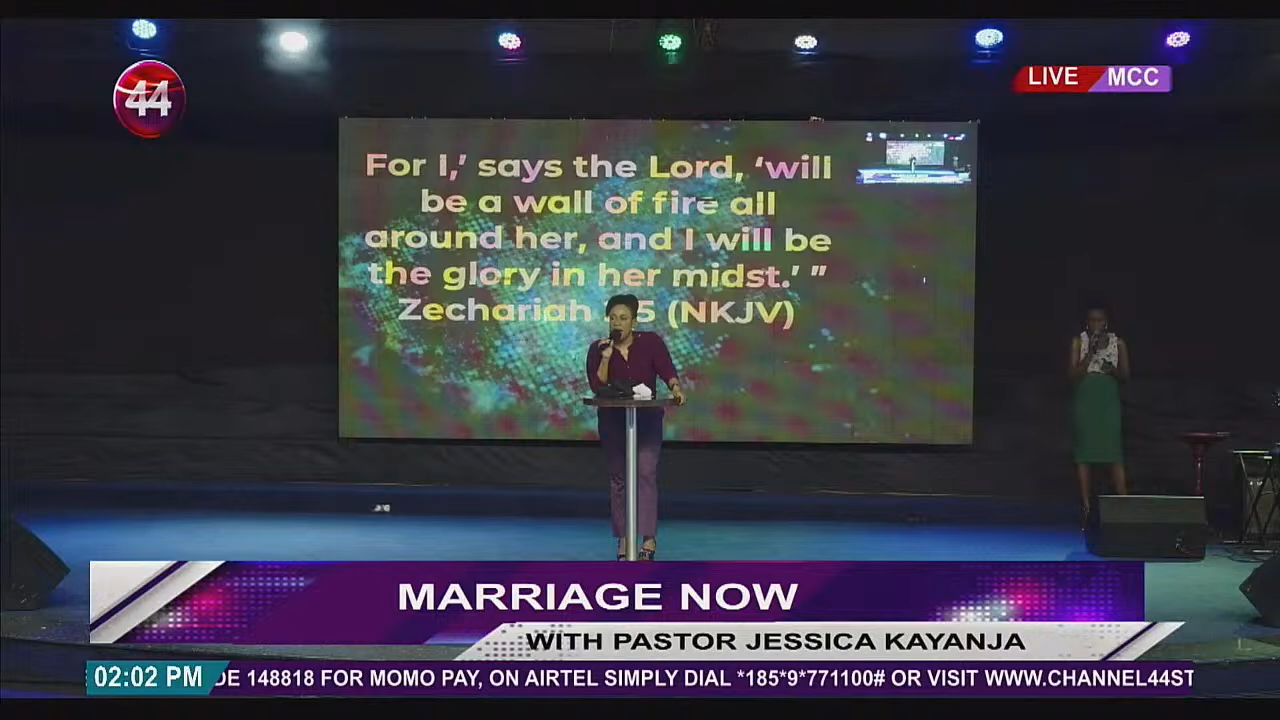 44
LIVE MCC
For I,’ says the Lord, ‘will
be a wall of fire all
around her, and I will be
the glory in her midst.’ ”
Zechariah 5 (NKJV)
MARRIAGE NOW
WITH PASTOR JESSICA KAYANJA
02:02 PM DE 148818 FOR MOMO PAY, ON AIRTEL SIMPLY DIAL *185*9*771100# OR VISIT WWW.CHANNEL44ST